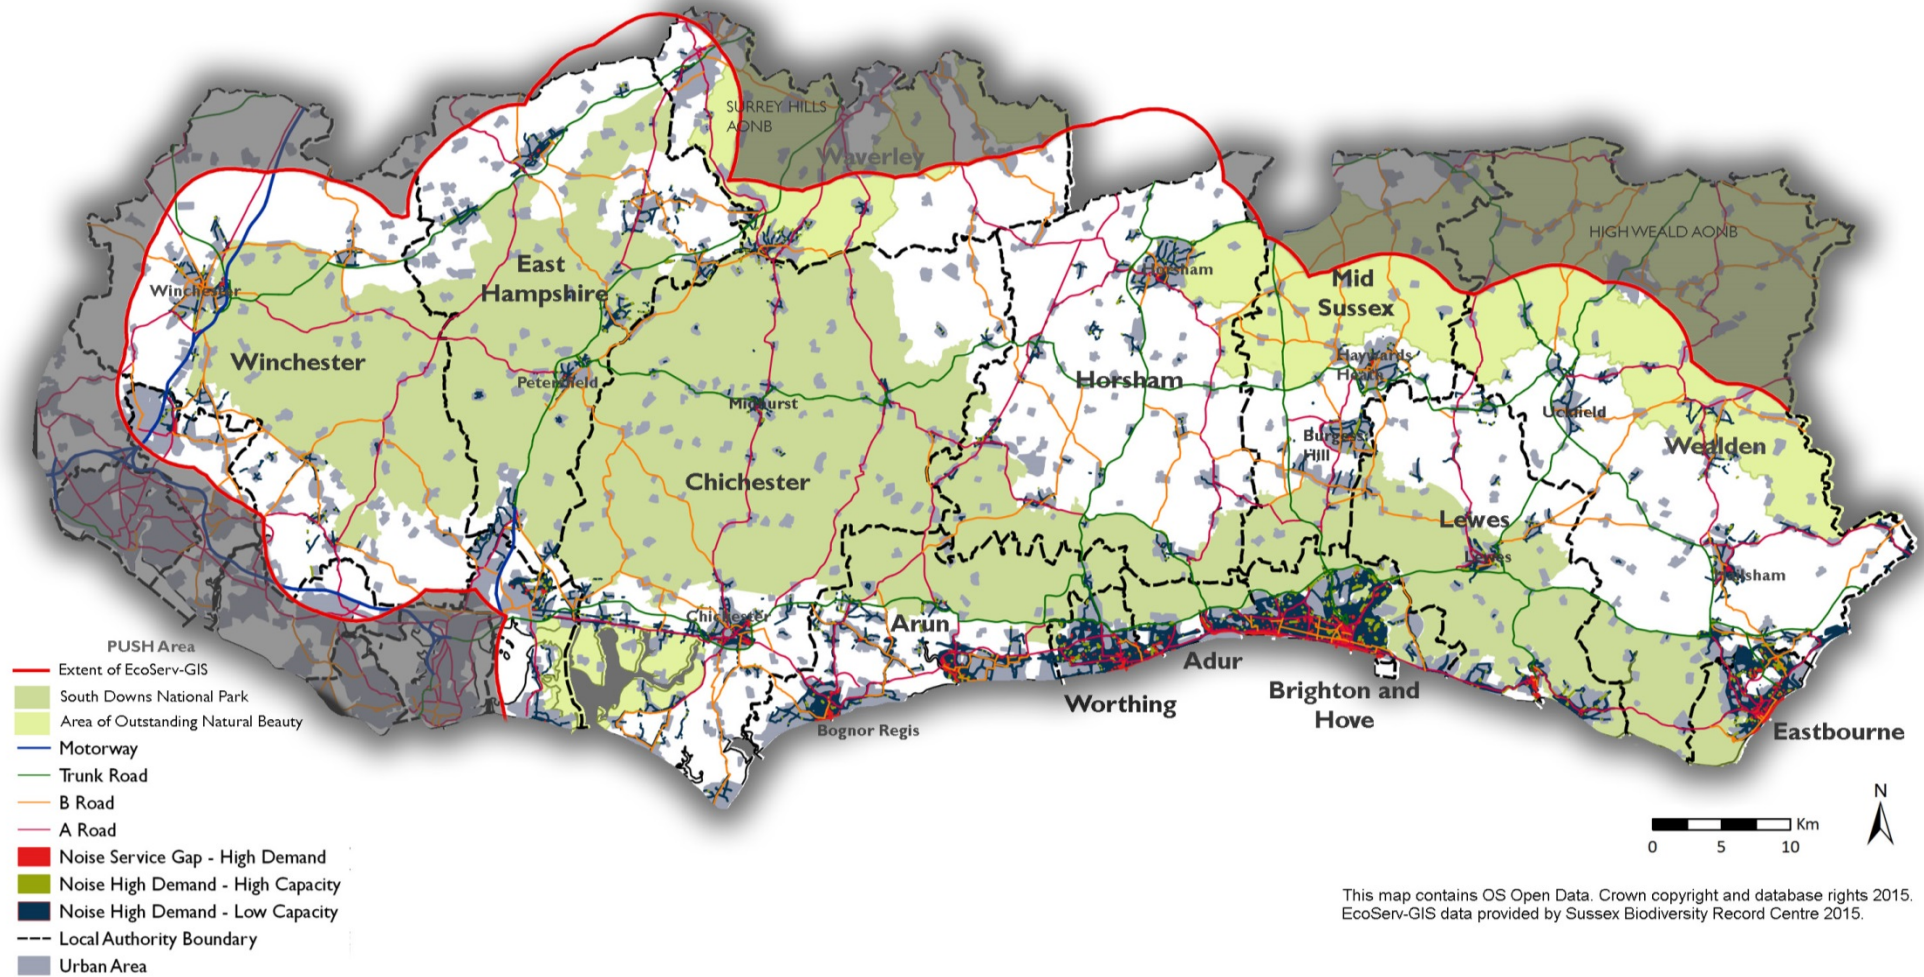 SURREY HILLS
AONB
Waverley
HIGH WEALD AONB
East
Hampshire
Winchester
Horsham
Mid
Sussex
Winchester
Petersfield
Midhurst
Horsham
Haywards
Heath
Uckfield
Burgess
Hill
Wealden
Chichester
Lewes
Lewes
Hailsham
Chichester
Arun
Adur
Worthing
Brighton and
Hove
Bognor Regis
Eastbourne
PUSH Area
Extent of EcoServ-GIS
South Downs National Park
Area of Outstanding Natural Beauty
Motorway
Trunk Road
B Road
A Road
Noise Service Gap - High Demand
Noise High Demand - High Capacity
Noise High Demand - Low Capacity
Local Authority Boundary
Urban Area
N
Km
0 5 10
This map contains OS Open Data. Crown copyright and database rights 2015.
EcoServ-GIS data provided by Sussex Biodiversity Record Centre 2015.